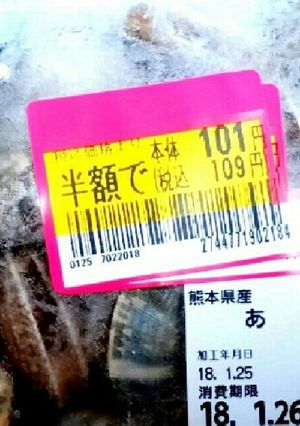 本体 101円
半額で (税込 109円
0125 7022018
2744771902184
熊本県産
あ
加工年月日
18.1.25
消費期限
18.1.26